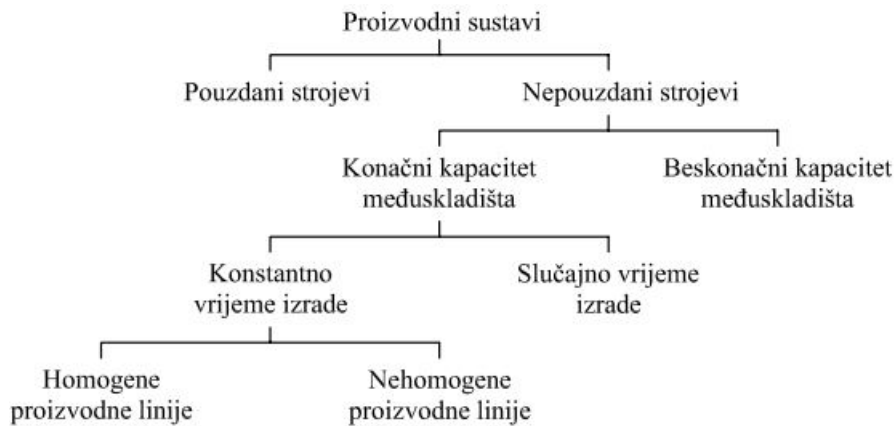 Proizvodni sustavi
Pouzdani strojevi
Nepouzdani strojevi
Konačni kapacitet
međuskladišta
Beskonačni kapacitet
međuskladišta
Konstantno
vrijeme izrade
Slučajno vrijeme
izrade
Homogene
proizvodne linije
Nehomogene
proizvodne linije